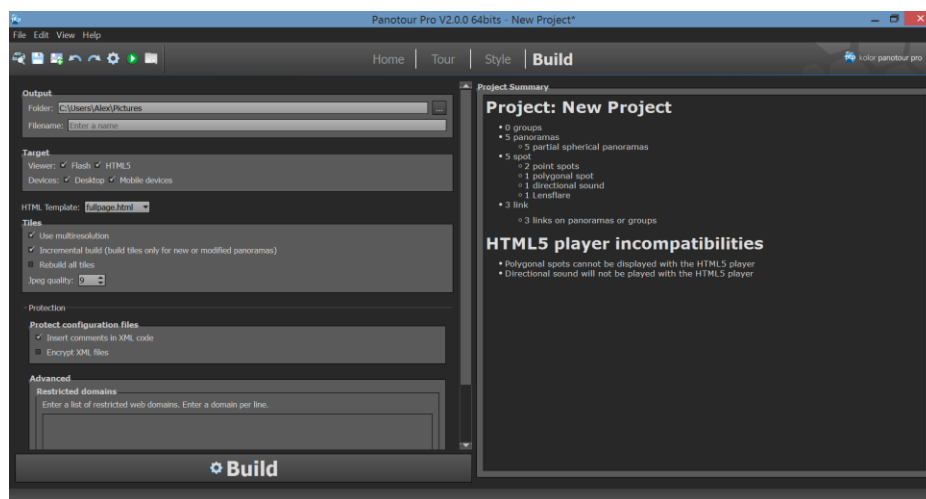 Panotour Pro V2.0.0 64bits - New Project*
File Edit View Help
Home Tour Style Build
kolor panotour pro
Output
Folder: C:\Users\Alex\Pictures ...
Filename: Enter a name
Target
Viewer: Flash HTML5
Devices: Desktop Mobile devices
HTML Template: fullpage.html
Tiles
Use multiresolution
Incremental build (build tiles only for new or modified panoramas)
Rebuild all tiles
Jpeg quality: 9
Protection
Protect configuration files
Insert comments in XML code
Encrypt XML files
Advanced
Restricted domains
Enter a list of restricted web domains. Enter a domain per line.
Build
Project Summary
Project: New Project
• 0 groups
• 5 panoramas
◦ 5 partial spherical panoramas
• 5 spot
◦ 2 point spots
◦ 1 polygonal spot
◦ 1 directional sound
◦ 1 Lensflare
• 3 link
◦ 3 links on panoramas or groups
HTML5 player incompatibilities
• Polygonal spots cannot be displayed with the HTML5 player
• Directional sound will not be played with the HTML5 player